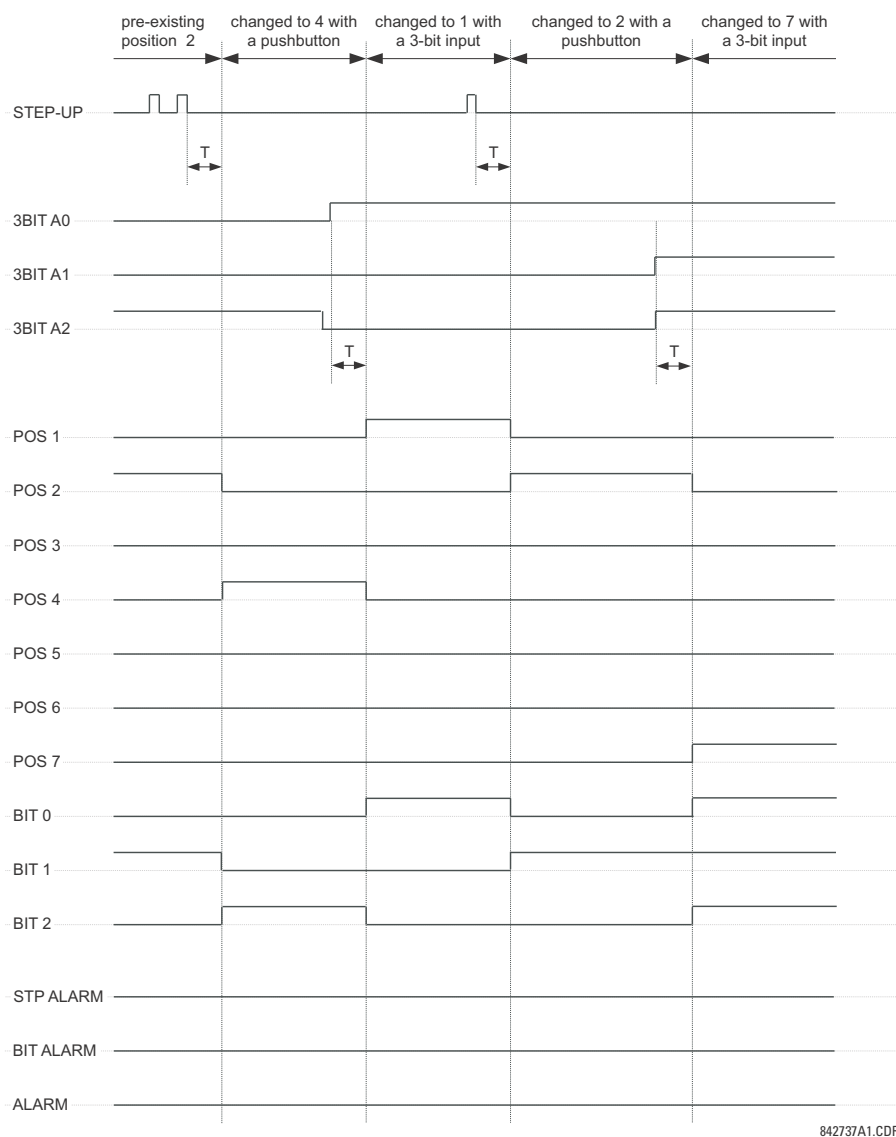 pre-existing
position 2
changed to 4 with
a pushbutton
changed to 1 with
a 3-bit input
changed to 2 with a
pushbutton
changed to 7 with
a 3-bit input
STEP-UP
T
T
3BIT A0
3BIT A1
3BIT A2
T
T
POS 1
POS 2
POS 3
POS 4
POS 5
POS 6
POS 7
BIT 0
BIT 1
BIT 2
STP ALARM
BIT ALARM
ALARM
842737A1.CDR